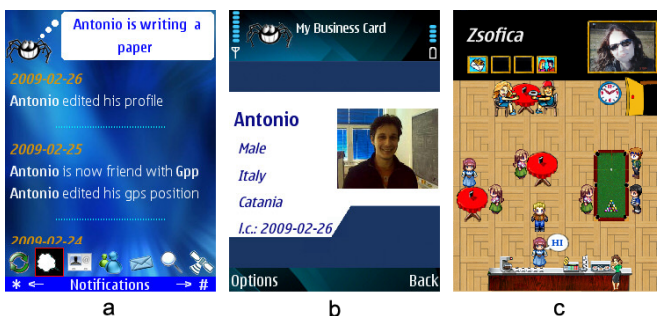 Antonio is writing a
paper
2009-02-26
Antonio edited his profile
2009-02-25
Antonio is now friend with Gpp
Antonio edited his gps position
2009-02-24
* <- Notifications -> #
a
My Business Card
Antonio
Male
Italy
Catania
l.c.: 2009-02-26
Options Back
b
Zsofica
HI
c